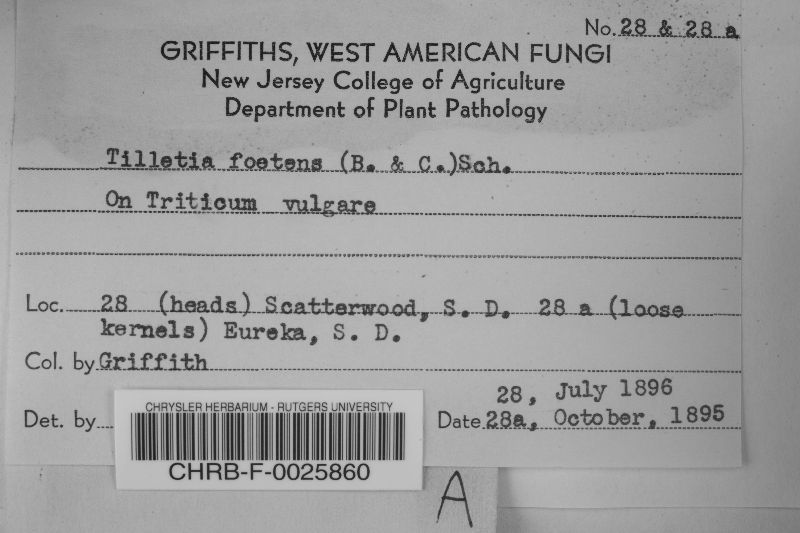 No. 28 & 28 a
GRIFFITHS, WEST AMERICAN FUNGI
New Jersey College of Agriculture
Department of Plant Pathology
Tilletia foetens (B. & C.)Sch.
On Triticum vulgare
Loc. 28 (heads) Scatterwood, S. D. 28 a (loose
kernels) Eureka, S. D.
Col. by Griffith
28, July 1896
Det. by Date 28a, October, 1895
CHRYSLER HERBARIUM - RUTGERS UNIVERSITY
CHRB-F-0025860
A